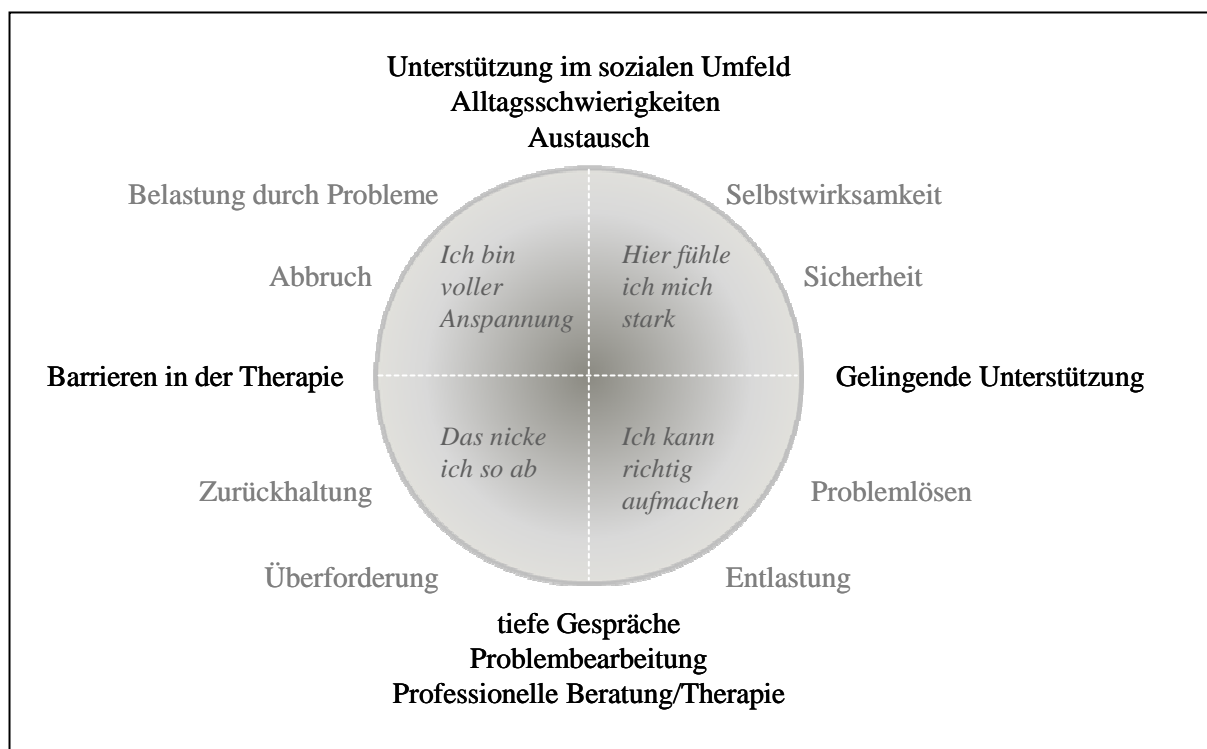 Unterstützung im sozialen Umfeld
Alltagsschwierigkeiten
Austausch
Belastung durch Probleme
Selbstwirksamkeit
Ich bin
voller
Anspannung
Hier fühle
ich mich
stark
Abbruch
Sicherheit
Barrieren in der Therapie
Gelingende Unterstützung
Das nicke
ich so ab
Ich kann
richtig
aufmachen
Zurückhaltung
Problemlösen
Überforderung
Entlastung
tiefe Gespräche
Problembearbeitung
Professionelle Beratung/Therapie